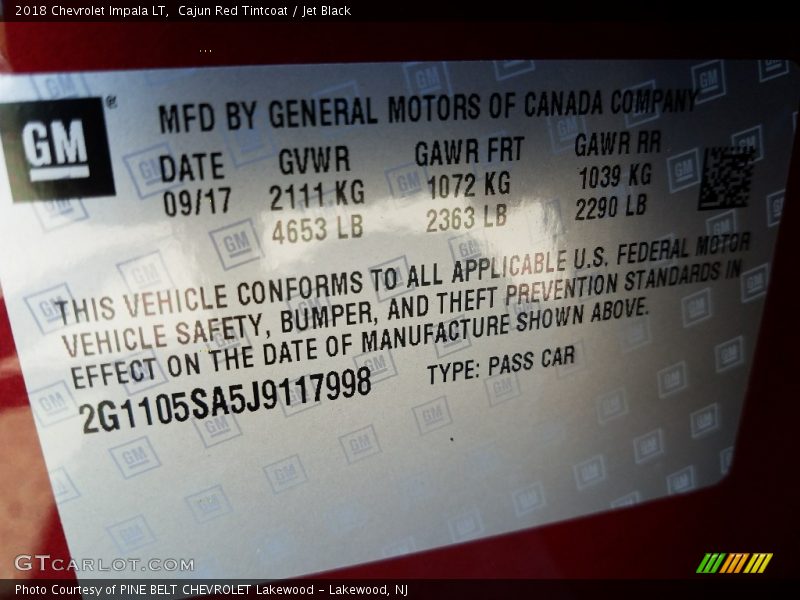 2018 Chevrolet Impala LT, Cajun Red Tintcoat / Jet Black
...
GM ®
MFD BY GENERAL MOTORS OF CANADA COMPANY
DATE GVWR GAWR FRT GAWR RR
09/17 2111 KG 1072 KG 1039 KG
4653 LB 2363 LB 2290 LB
THIS VEHICLE CONFORMS TO ALL APPLICABLE U.S. FEDERAL MOTOR
VEHICLE SAFETY, BUMPER, AND THEFT PREVENTION STANDARDS IN
EFFECT ON THE DATE OF MANUFACTURE SHOWN ABOVE.
2G1105SA5J9117998 TYPE: PASS CAR
GTCARLOT.COM
Photo Courtesy of PINE BELT CHEVROLET Lakewood - Lakewood, NJ